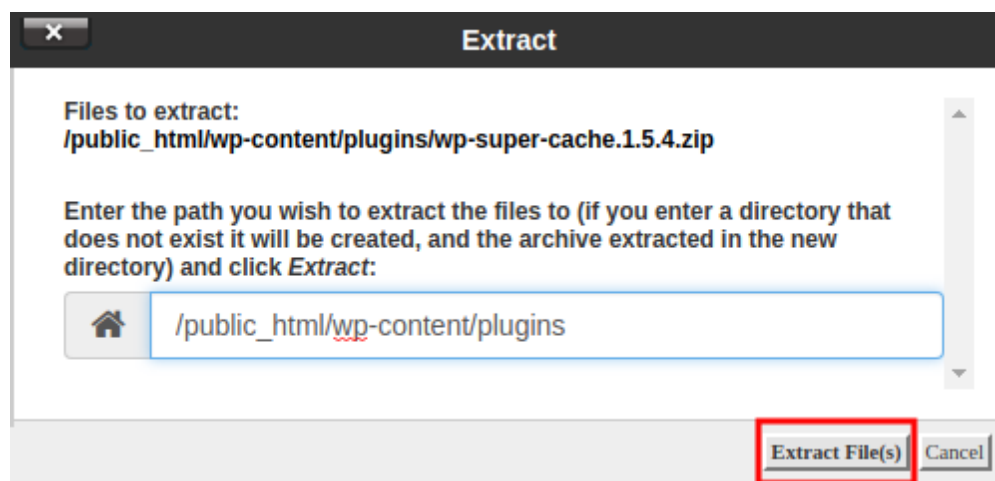 Extract
Files to extract:
/public_html/wp-content/plugins/wp-super-cache.1.5.4.zip
Enter the path you wish to extract the files to (if you enter a directory that
does not exist it will be created, and the archive extracted in the new
directory) and click Extract:
/public_html/wp-content/plugins
Extract File(s) Cancel